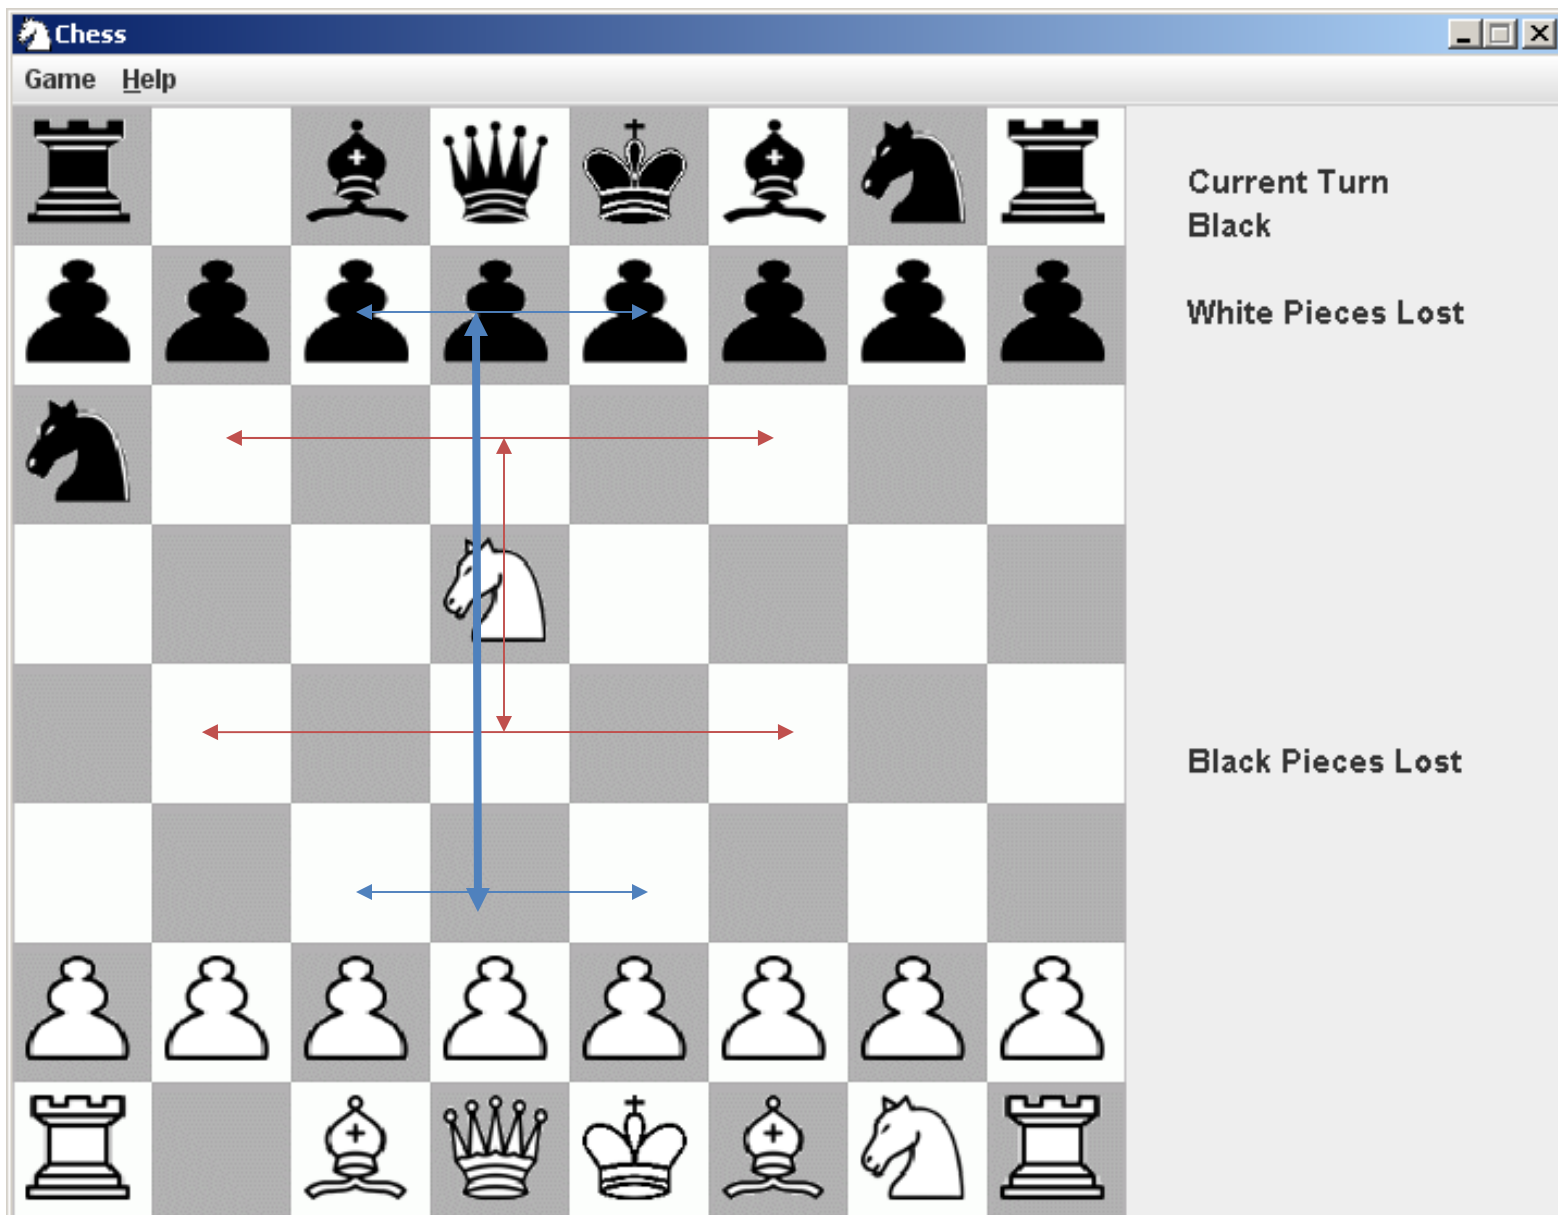 Chess
Game Help
Current Turn
Black
White Pieces Lost
Black Pieces Lost